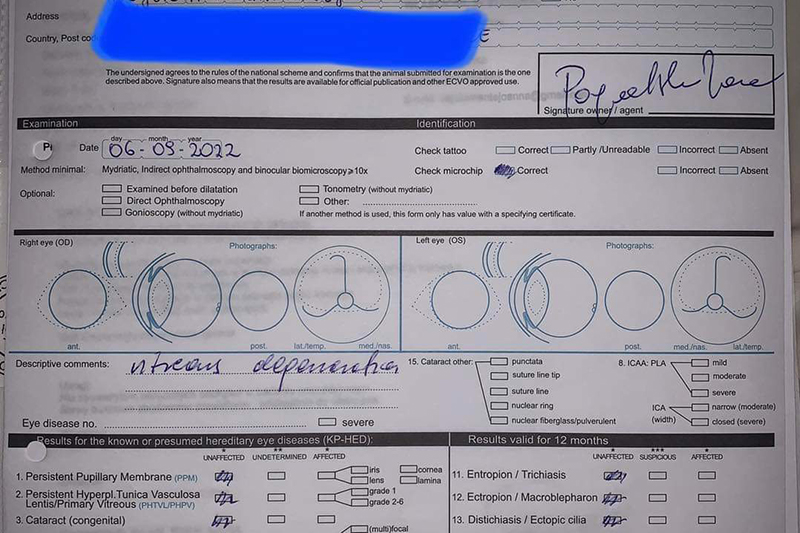 Address
Country, Post co
E
The undersigned agrees to the rules of the national scheme and confirms that the animal submitted for examination is the one
described above. Signature also means that the results are available for official publication and other ECVO approved use.
Signature owner / agent
Examination
Identification
Date day month year
06-09-2022
Check tattoo Correct Partly /Unreadable Incorrect Absent
Method minimal: Mydriatic, Indirect ophthalmoscopy and binocular biomicroscopy ≥10x
Check microchip Correct Incorrect Absent
Optional: Examined before dilatation Tonometry (without mydriatic)
Direct Ophthalmoscopy Other:
Gonioscopy (without mydriatic) If another method is used, this form only has value with a specifying certificate.
Right eye (OD) Photographs: Left eye (OS) Photographs:
ant. post. lat./temp. med./nas. ant. post. med./nas. lat./temp.
Descriptive comments: vitreous degeneration
15. Cataract other: punctata
suture line tip
suture line
nuclear ring
nuclear fiberglass/pulverulent
8. ICAA: PLA mild
moderate
severe
ICA (width) narrow (moderate)
closed (severe)
Eye disease no. severe
Results for the known or presumed hereditary eye diseases (KP-HED): Results valid for 12 months
* UNAFFECTED ** UNDETERMINED * AFFECTED
* UNAFFECTED *** SUSPICIOUS * AFFECTED
1. Persistent Pupillary Membrane (PPM) iris cornea
lens lamina
2. Persistent Hyperpl.Tunica Vasculosa
Lentis/Primary Vitreous (PHTVL/PHPV) grade 1
grade 2-6
3. Cataract (congenital)
(multi)focal
11. Entropion / Trichiasis
12. Ectropion / Macroblepharon
13. Distichiasis / Ectopic cilia